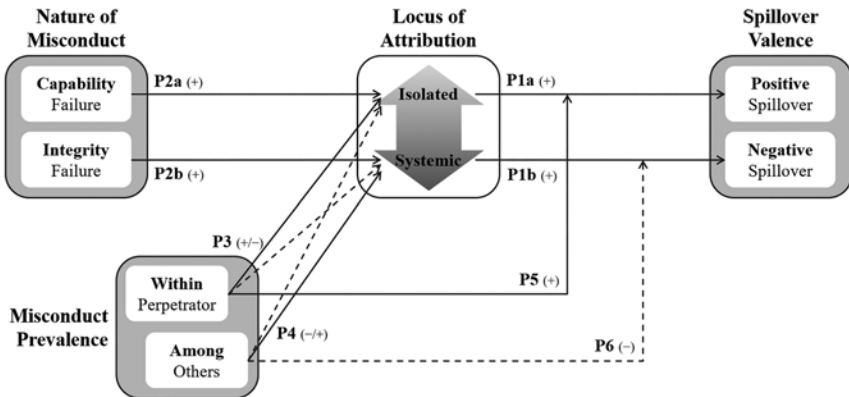 Nature of
Misconduct
Locus of
Attribution
Spillover
Valence
Capability
Failure
P2a (+)
Isolated
P1a (+)
Positive
Spillover
Integrity
Failure
P2b (+)
Systemic
P1b (+)
Negative
Spillover
P3 (+/−)
Misconduct
Prevalence
Within
Perpetrator
P5 (+)
P4 (−/+)
Among
Others
P6 (−)